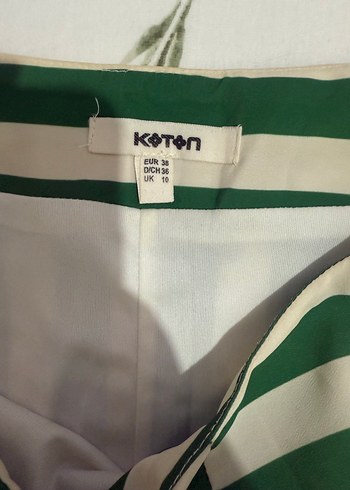 KOTON
EUR 38
D/CH 36
UK 10